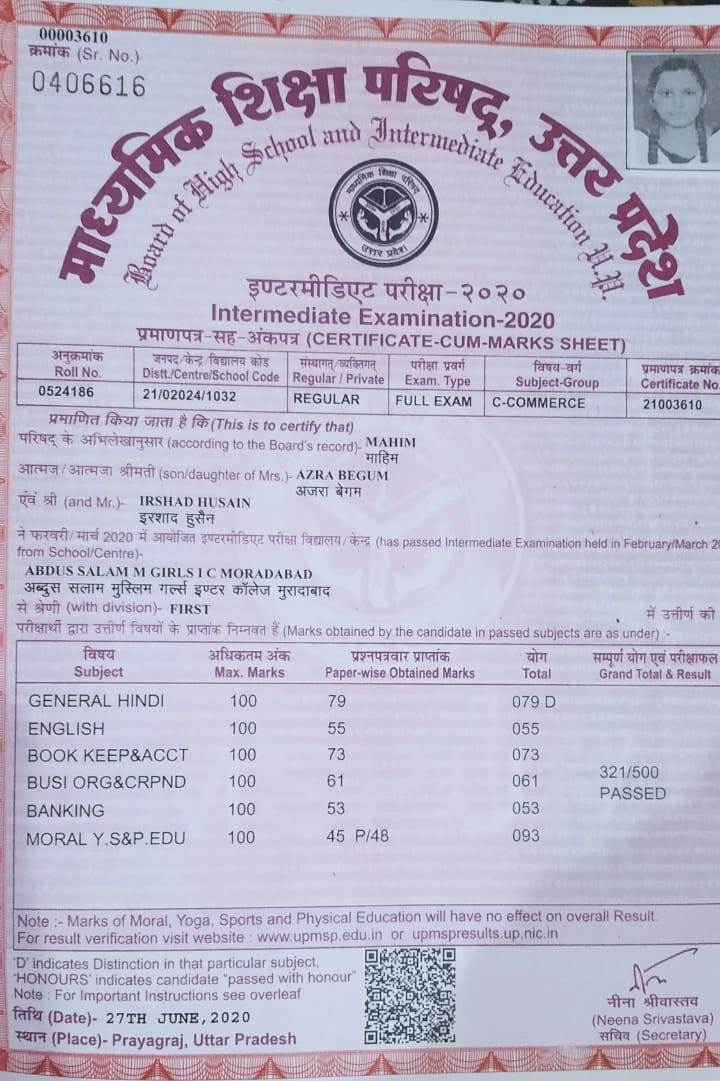 00003610
क्रमांक (Sr. No.)
0406616
माध्यमिक शिक्षा परिषद्, उत्तर प्रदेश
Board of High School and Intermediate Education U.P.
माध्यमिक शिक्षा परिषद्
उत्तर प्रदेश
इण्टरमीडिएट परीक्षा-२०२०
Intermediate Examination-2020
प्रमाणपत्र-सह-अंकपत्र (CERTIFICATE-CUM-MARKS SHEET)
अनुक्रमांक जनपद/केन्द्र/विद्यालय कोड संस्थागत/व्यक्तिगत परीक्षा प्रवर्ग विषय-वर्ग प्रमाणपत्र क्रमांक
Roll No. Distt./Centre/School Code Regular / Private Exam. Type Subject-Group Certificate No.
0524186 21/02024/1032 REGULAR FULL EXAM C-COMMERCE 21003610
प्रमाणित किया जाता है कि (This is to certify that)
परिषद् के अभिलेखानुसार (according to the Board's record)- MAHIM
माहिम
आत्मज/आत्मजा श्रीमती (son/daughter of Mrs.)- AZRA BEGUM
अजरा बेगम
एंवं श्री (and Mr.)- IRSHAD HUSAIN
इरशाद हुसैन
ने फरवरी/मार्च 2020 में आयोजित इण्टरमीडिएट परीक्षा विद्यालय/केन्द्र (has passed Intermediate Examination held in February/March 20
from School/Centre)-
ABDUS SALAM M GIRLS I C MORADABAD
अब्दुस सलाम मुस्लिम गर्ल्स इण्टर कॉलेज मुरादाबाद
से श्रेणी (with division)- FIRST में उत्तीर्ण की
परीक्षार्थी द्वारा उत्तीर्ण विषयों के प्राप्तांक निम्नवत हैं (Marks obtained by the candidate in passed subjects are as under) :-
विषय अधिकतम अंक प्रश्नपत्रवार प्राप्तांक योग सम्पूर्ण योग एवं परीक्षाफल
Subject Max. Marks Paper-wise Obtained Marks Total Grand Total & Result
GENERAL HINDI 100 79 079 D
ENGLISH 100 55 055
BOOK KEEP&ACCT 100 73 073
BUSI ORG&CRPND 100 61 061
321/500
PASSED
BANKING 100 53 053
MORAL Y.S&P.EDU 100 45 P/48 093
Note :- Marks of Moral, Yoga, Sports and Physical Education will have no effect on overall Result.
For result verification visit website : www.upmsp.edu.in or upmspresults.up.nic.in
'D' indicates Distinction in that particular subject,
'HONOURS' indicates candidate "passed with honour"
Note : For Important Instructions see overleaf
तिथि (Date)- 27TH JUNE,2020
स्थान (Place)- Prayagraj, Uttar Pradesh
नीना श्रीवास्तव
(Neena Srivastava)
सचिव (Secretary)